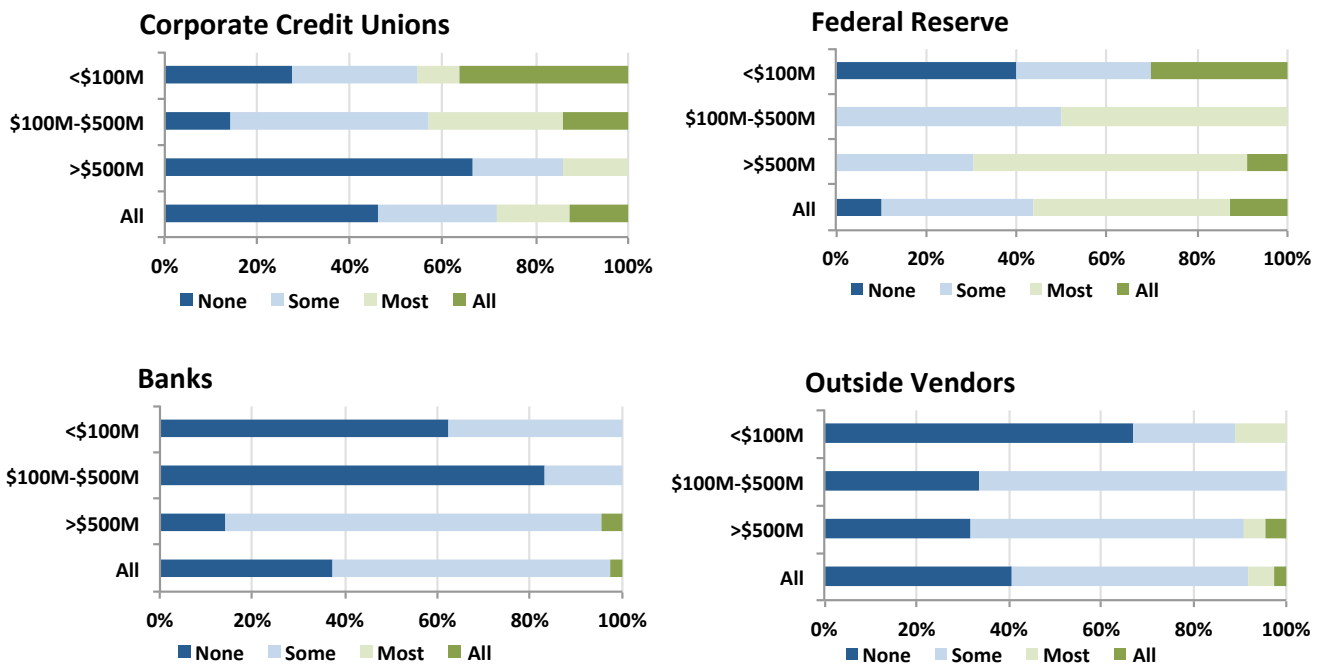 Corporate Credit Unions
<$100M
$100M-$500M
>$500M
All
0% 20% 40% 60% 80% 100%
None Some Most All
Federal Reserve
<$100M
$100M-$500M
>$500M
All
0% 20% 40% 60% 80% 100%
None Some Most All
Banks
<$100M
$100M-$500M
>$500M
All
0% 20% 40% 60% 80% 100%
None Some Most All
Outside Vendors
<$100M
$100M-$500M
>$500M
All
0% 20% 40% 60% 80% 100%
None Some Most All